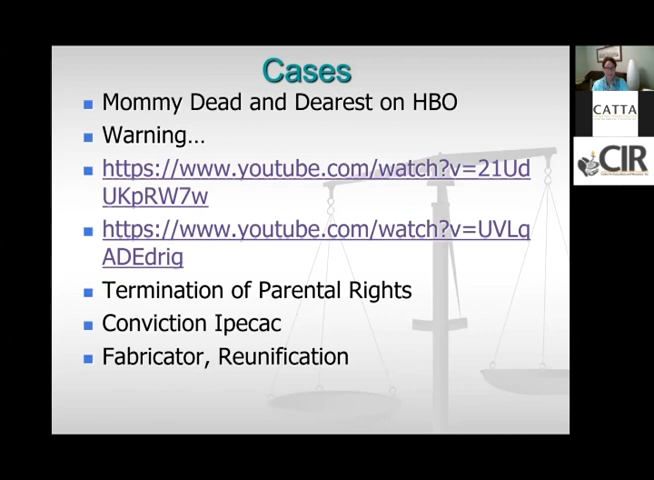 Cases
Mommy Dead and Dearest on HBO
Warning…
https://www.youtube.com/watch?v=21Ud
UKpRW7w
https://www.youtube.com/watch?v=UVLq
ADEdrig
Termination of Parental Rights
Conviction Ipecac
Fabricator, Reunification
CATTA
CIR